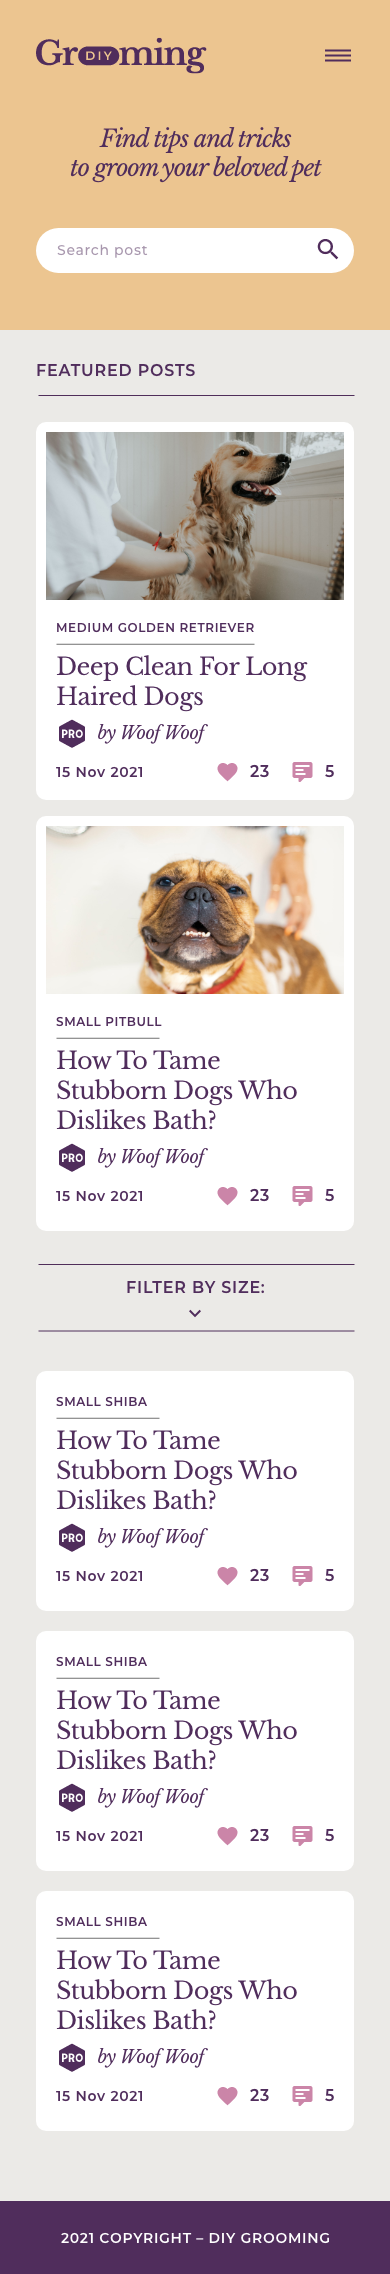 Grooming
DIY
Find tips and tricks
to groom your beloved pet
Search post
FEATURED POSTS
MEDIUM GOLDEN RETRIEVER
Deep Clean For Long
Haired Dogs
PRO by Woof Woof
15 Nov 2021 23 5
SMALL PITBULL
How To Tame
Stubborn Dogs Who
Dislikes Bath?
PRO by Woof Woof
15 Nov 2021 23 5
FILTER BY SIZE:
SMALL SHIBA
How To Tame
Stubborn Dogs Who
Dislikes Bath?
PRO by Woof Woof
15 Nov 2021 23 5
SMALL SHIBA
How To Tame
Stubborn Dogs Who
Dislikes Bath?
PRO by Woof Woof
15 Nov 2021 23 5
SMALL SHIBA
How To Tame
Stubborn Dogs Who
Dislikes Bath?
PRO by Woof Woof
15 Nov 2021 23 5
2021 COPYRIGHT – DIY GROOMING